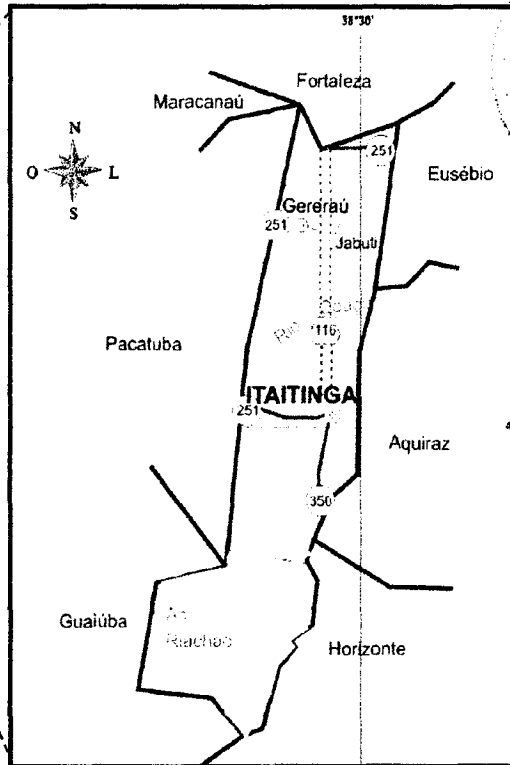 38°30'
Fortaleza
Maracanaú
N
O L
S
251
Eusébio
Gereraú
251
Jabuti
116
Pacatuba
ITAITINGA
251
Aquiraz
350
Guaiúba
Riachão
Horizonte